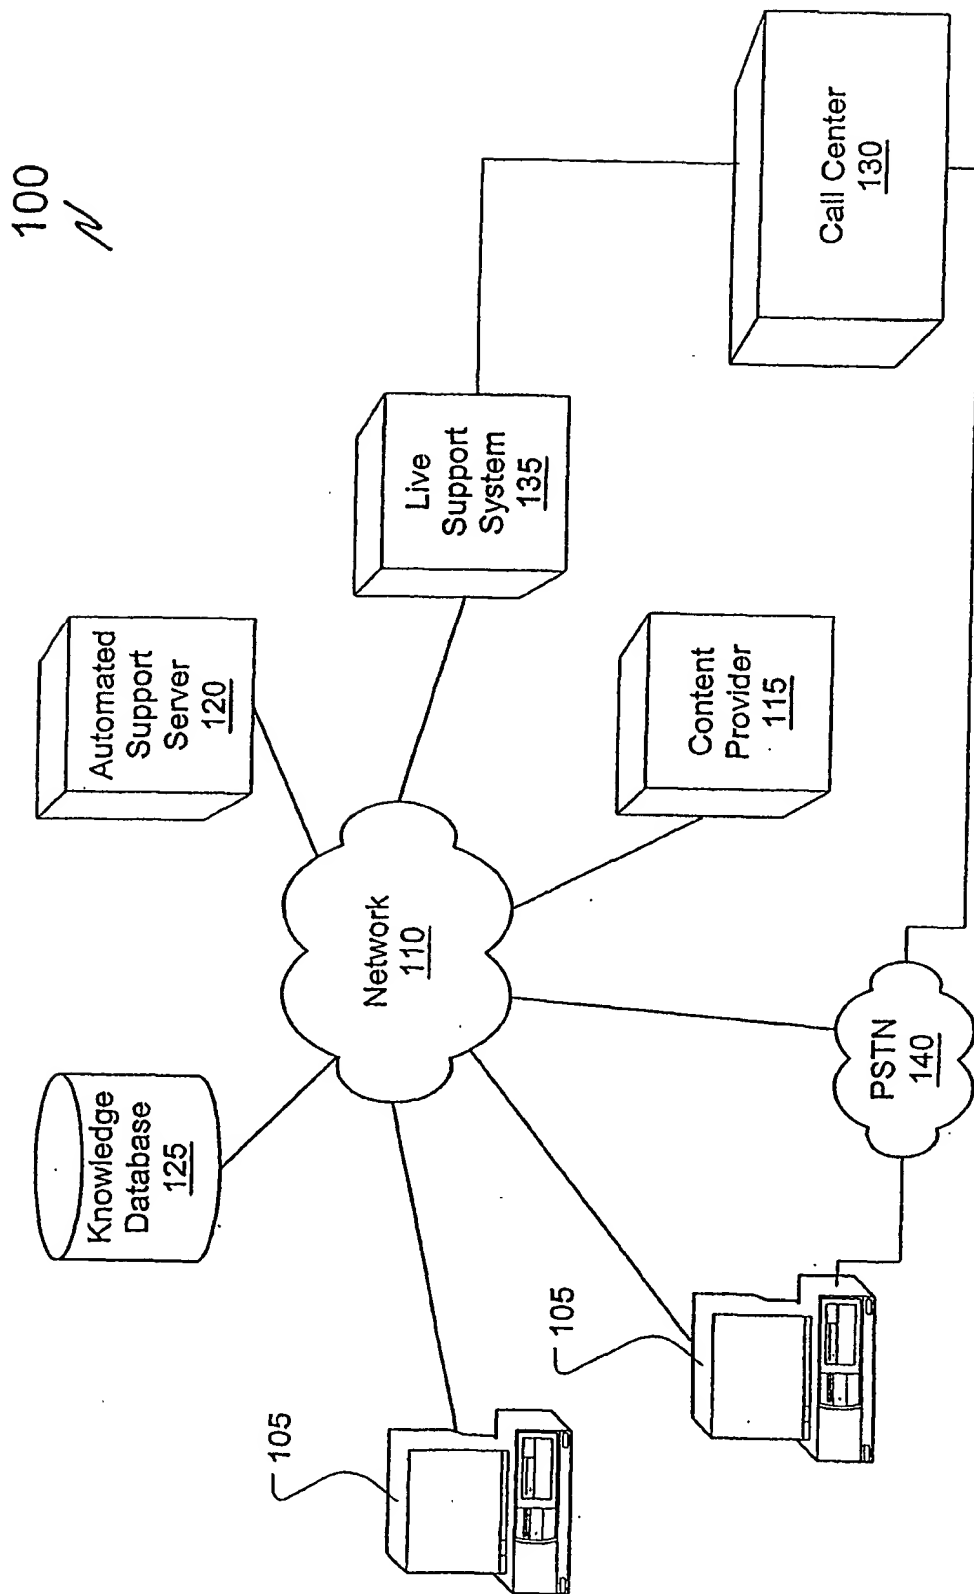 100
Knowledge
Database
125
Automated
Support
Server
120
Live
Support
System
135
Network
110
105
105
Content
Provider
115
PSTN
140
Call Center
130